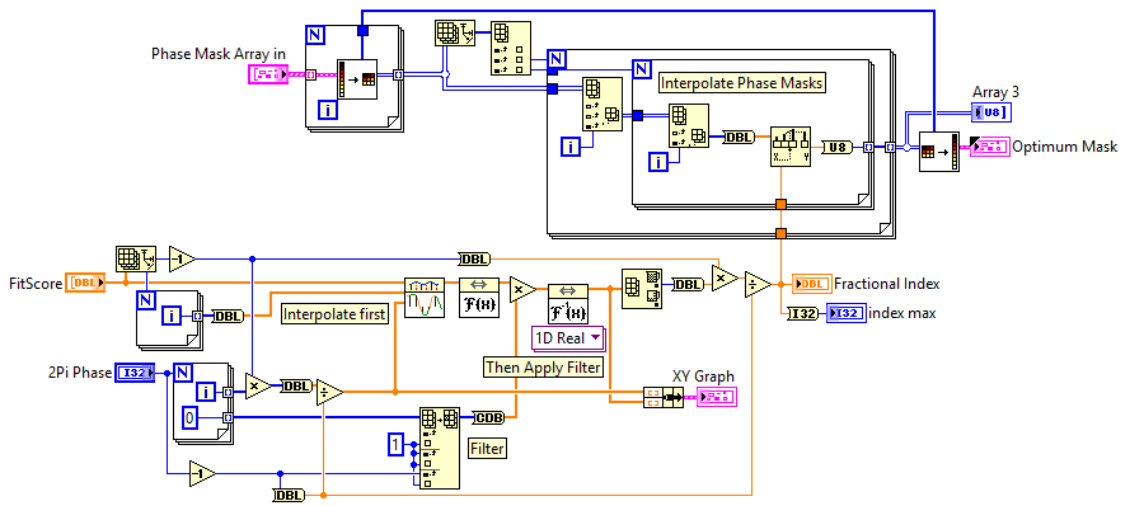 N
Phase Mask Array in
i
N
N
Interpolate Phase Masks
Array 3
U8
DBL
U8
X
Y
Optimum Mask
i
i
-1
DBL
FitScore
DBL
N
i
DBL
Interpolate first
F(x)
F⁻¹(x)
DBL
DBL
Fractional Index
I32
I32
index max
1D Real
2Pi Phase
I32
N
i
DBL
Then Apply Filter
XY Graph
0
CDB
1
Filter
-1
DBL